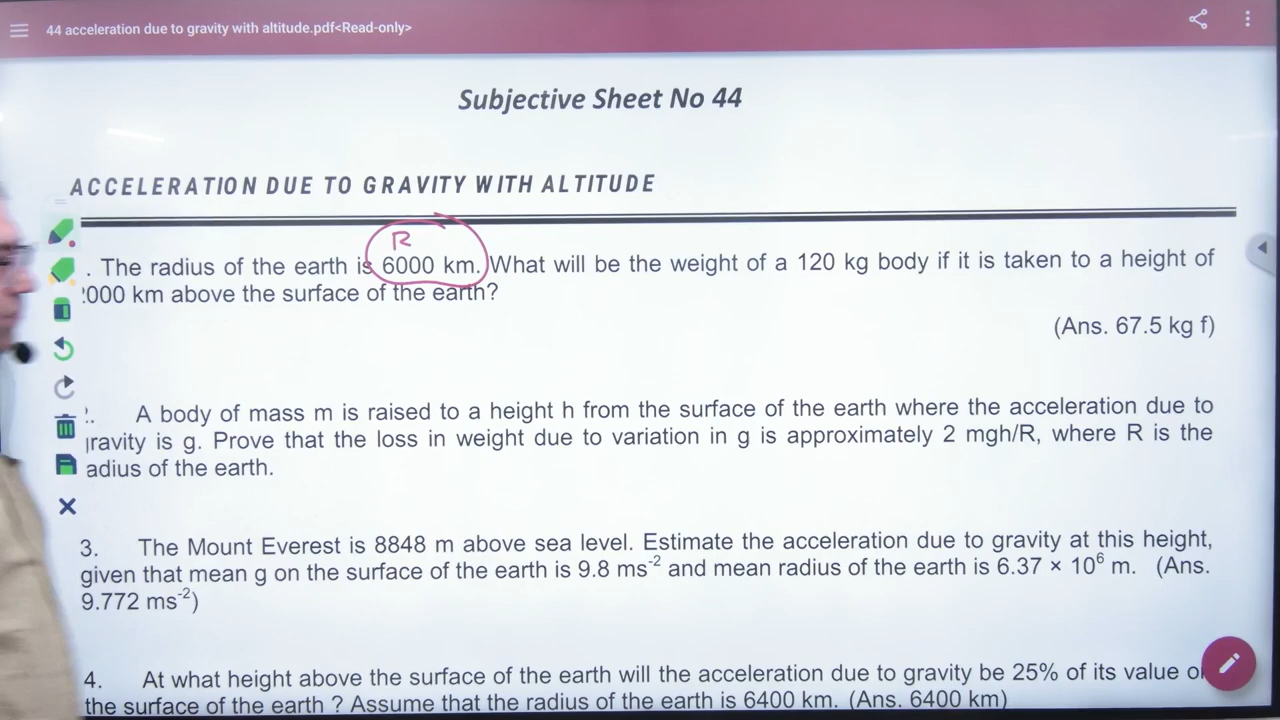 44 acceleration due to gravity with altitude.pdf<Read-only>
Subjective Sheet No 44
ACCELERATION DUE TO GRAVITY WITH ALTITUDE
R
. The radius of the earth is 6000 km. What will be the weight of a 120 kg body if it is taken to a height of
000 km above the surface of the earth?
(Ans. 67.5 kg f)
. A body of mass m is raised to a height h from the surface of the earth where the acceleration due to
ravity is g. Prove that the loss in weight due to variation in g is approximately 2 mgh/R, where R is the
adius of the earth.
3. The Mount Everest is 8848 m above sea level. Estimate the acceleration due to gravity at this height,
given that mean g on the surface of the earth is 9.8 ms⁻² and mean radius of the earth is 6.37 × 10⁶ m. (Ans.
9.772 ms⁻²)
4. At what height above the surface of the earth will the acceleration due to gravity be 25% of its value o
the surface of the earth ? Assume that the radius of the earth is 6400 km. (Ans. 6400 km)